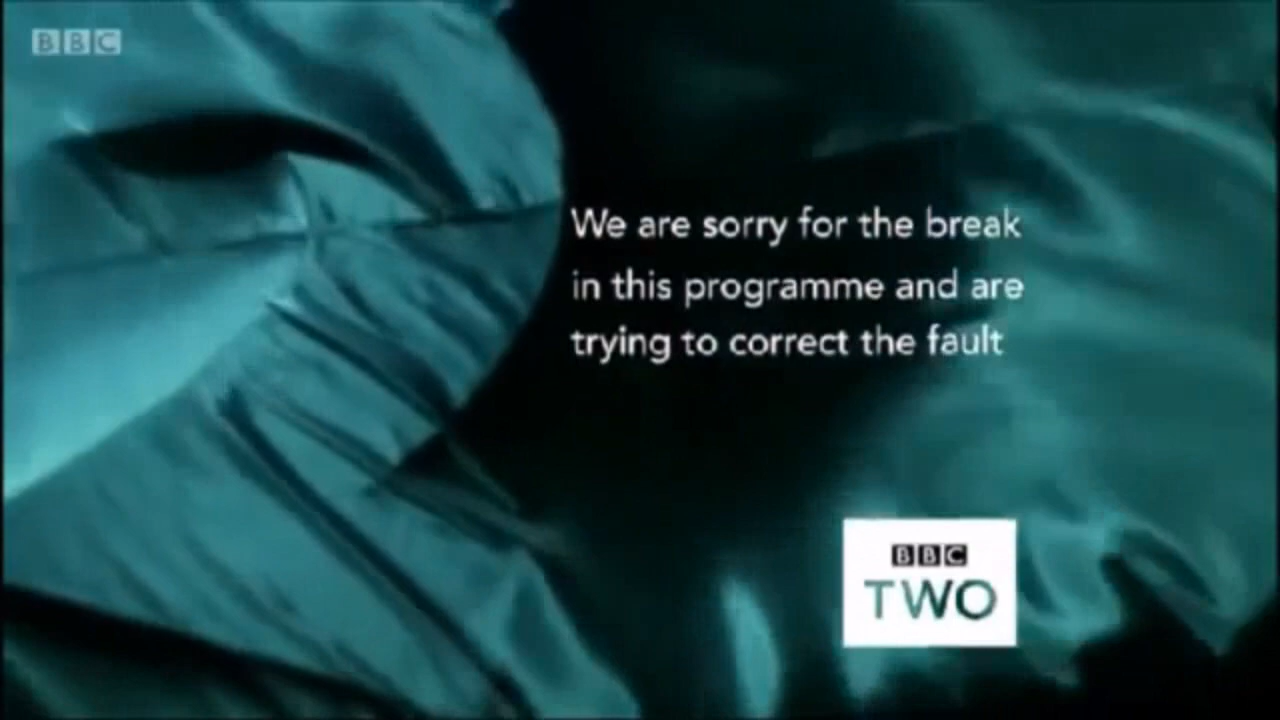 BBC
We are sorry for the break
in this programme and are
trying to correct the fault
BBC
TWO